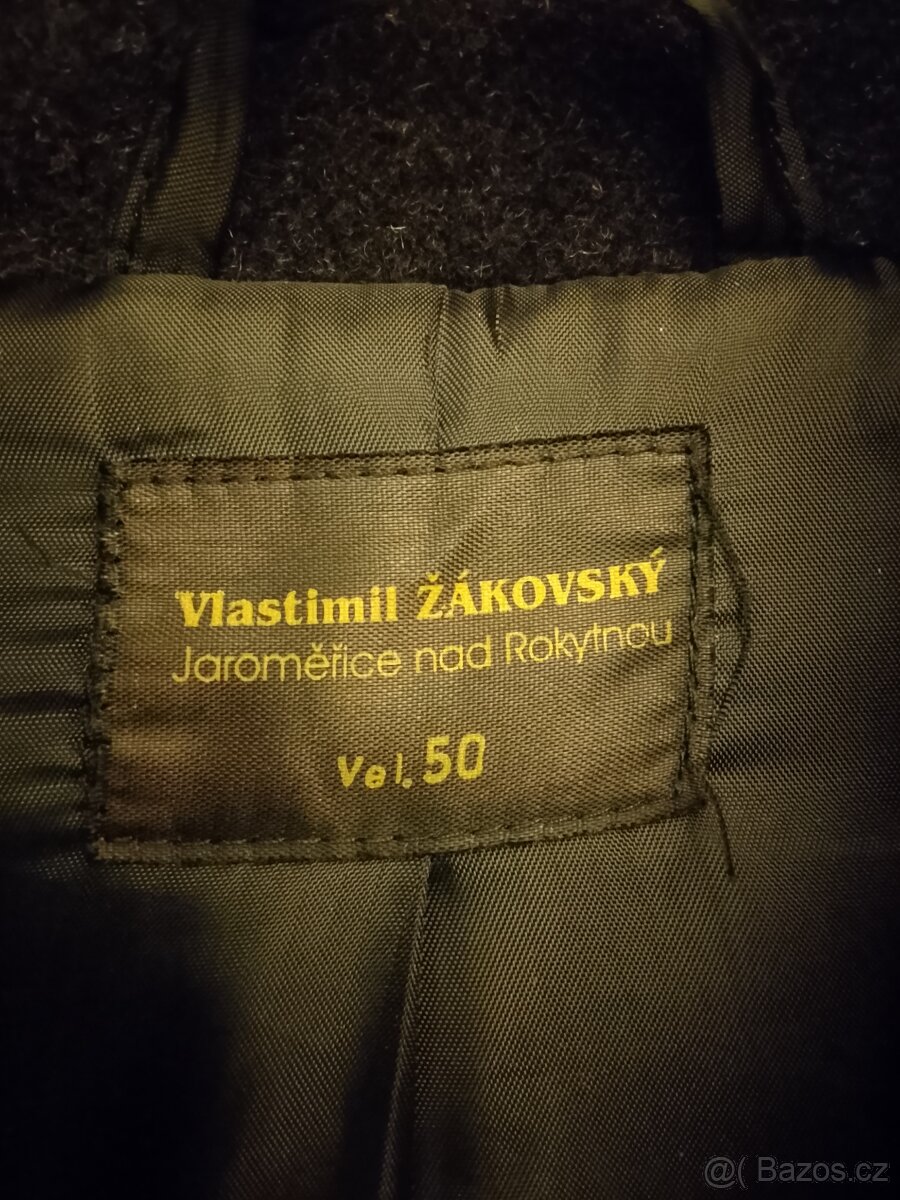 Vlastimil ŽÁKOVSKÝ
Jaroměřice nad Rokytnou
Vel. 50
@( Bazos.cz